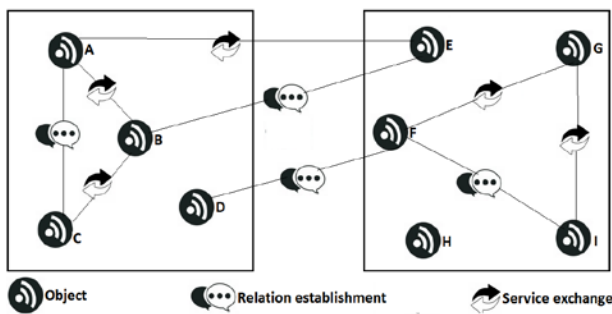 A
E
G
B
F
D
C
H
I
Object
Relation establishment
Service exchange